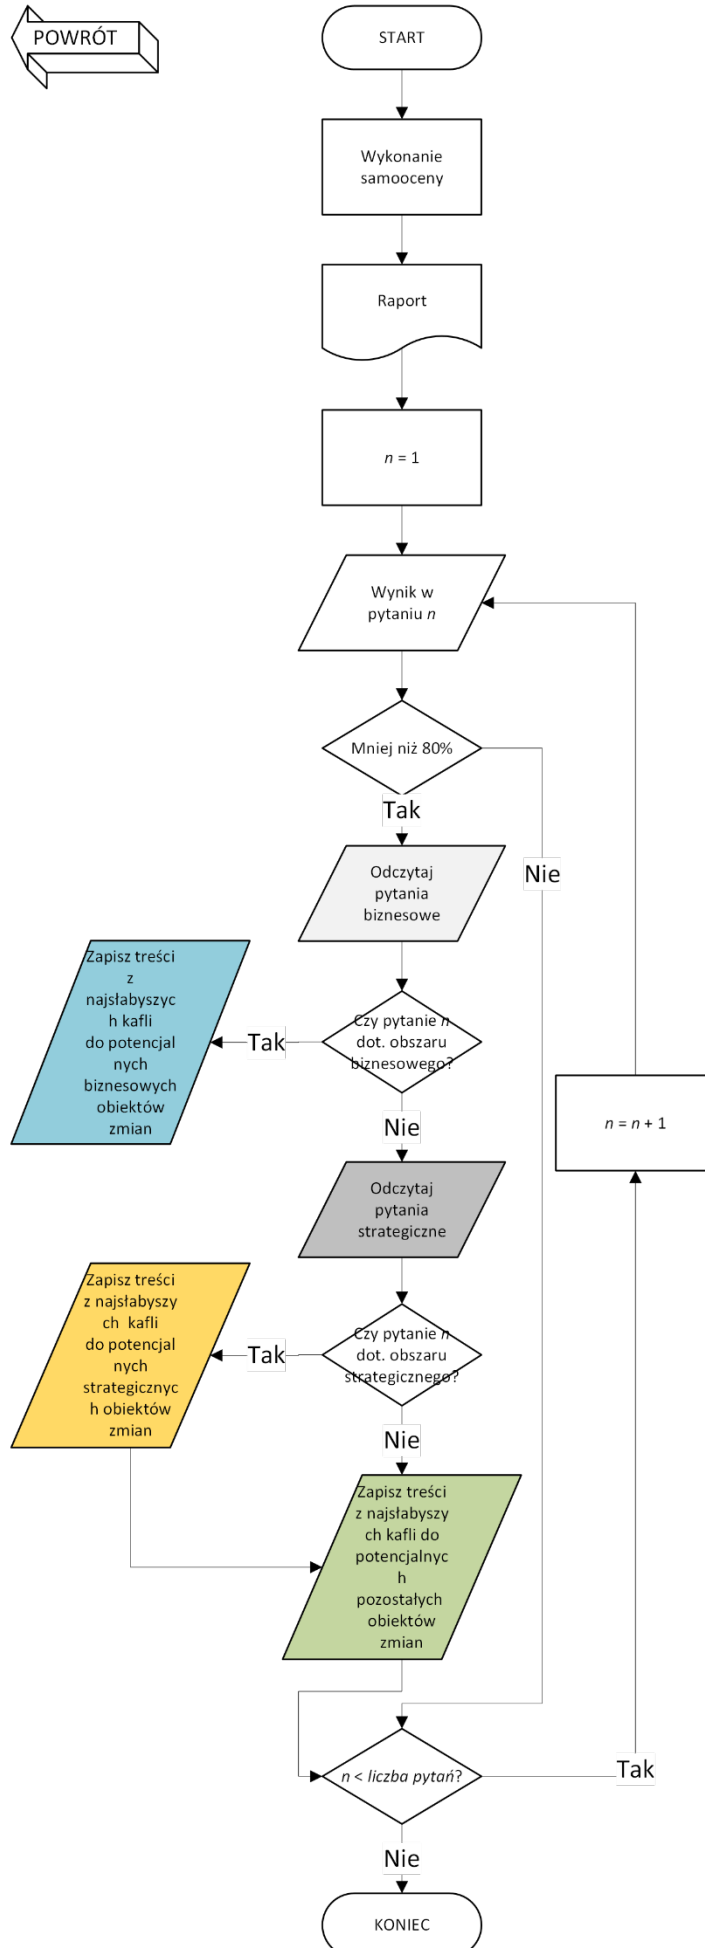 POWRÓT
START
Wykonanie
samooceny
Raport
n = 1
Wynik w
pytaniu n
Mniej niż 80%
Tak
Nie
Odczytaj
pytania
biznesowe
Zapisz treści
z
najsłabyszyc
h kafli
do potencjal
nych
biznesowych
obiektów
zmian
Tak
Czy pytanie n
dot. obszaru
biznesowego?
n = n + 1
Nie
Odczytaj
pytania
strategiczne
Zapisz treści
z najsłabyszy
ch kafli
do potencjal
nych
strategicznyc
h obiektów
zmian
Tak
Czy pytanie n
dot. obszaru
strategicznego?
Nie
Zapisz treści
z najsłabyszy
ch kafli do
potencjalnyc
h
pozostałych
obiektów
zmian
n < liczba pytań?
Tak
Nie
KONIEC